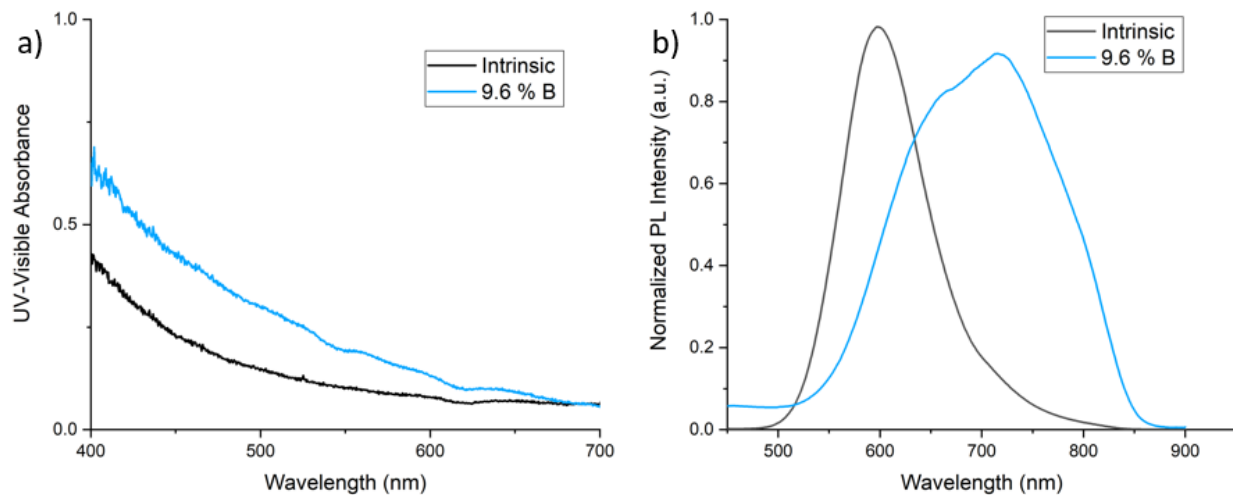 a)
1.0
0.5
0.0
UV-Visible Absorbance
Intrinsic
9.6 % B
400
500
600
700
Wavelength (nm)
b)
1.0
0.8
0.6
0.4
0.2
0.0
Normalized PL Intensity (a.u.)
Intrinsic
9.6 % B
500
600
700
800
900
Wavelength (nm)